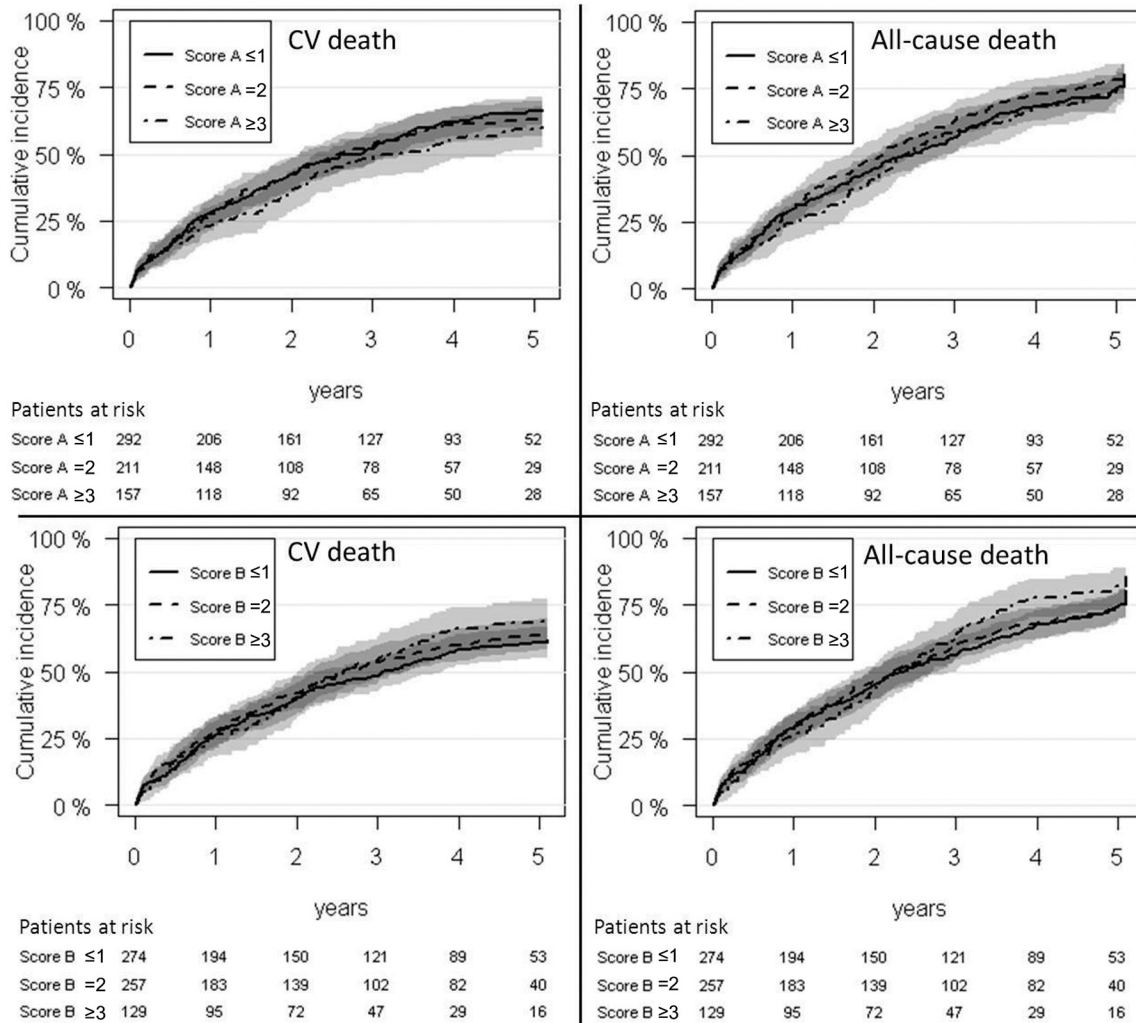 CV death
Score A ≤1
Score A =2
Score A ≥3
Cumulative incidence
100 %
75 %
50 %
25 %
0 %
0 1 2 3 4 5
years
Patients at risk
Score A ≤1 292 206 161 127 93 52
Score A =2 211 148 108 78 57 29
Score A ≥3 157 118 92 65 50 28
All-cause death
Score A ≤1
Score A =2
Score A ≥3
Cumulative incidence
100 %
75 %
50 %
25 %
0 %
0 1 2 3 4 5
years
Patients at risk
Score A ≤1 292 206 161 127 93 52
Score A =2 211 148 108 78 57 29
Score A ≥3 157 118 92 65 50 28
CV death
Score B ≤1
Score B =2
Score B ≥3
Cumulative incidence
100 %
75 %
50 %
25 %
0 %
0 1 2 3 4 5
years
Patients at risk
Score B ≤1 274 194 150 121 89 53
Score B =2 257 183 139 102 82 40
Score B ≥3 129 95 72 47 29 16
All-cause death
Score B ≤1
Score B =2
Score B ≥3
Cumulative incidence
100 %
75 %
50 %
25 %
0 %
0 1 2 3 4 5
years
Patients at risk
Score B ≤1 274 194 150 121 89 53
Score B =2 257 183 139 102 82 40
Score B ≥3 129 95 72 47 29 16